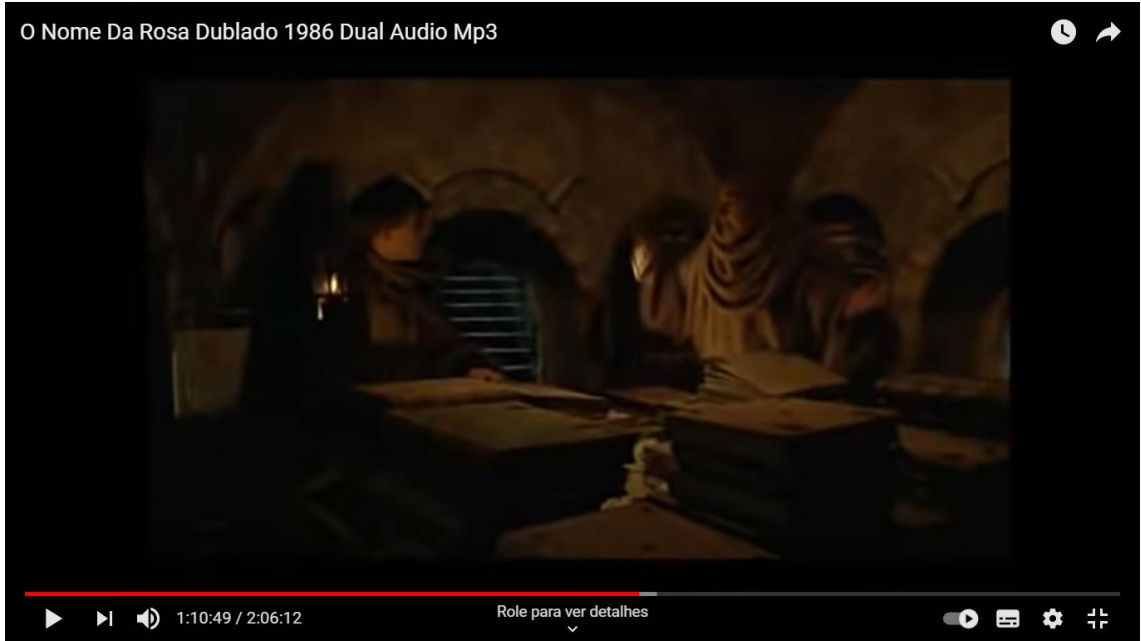 O Nome Da Rosa Dublado 1986 Dual Audio Mp3
1:10:49 / 2:06:12
Role para ver detalhes